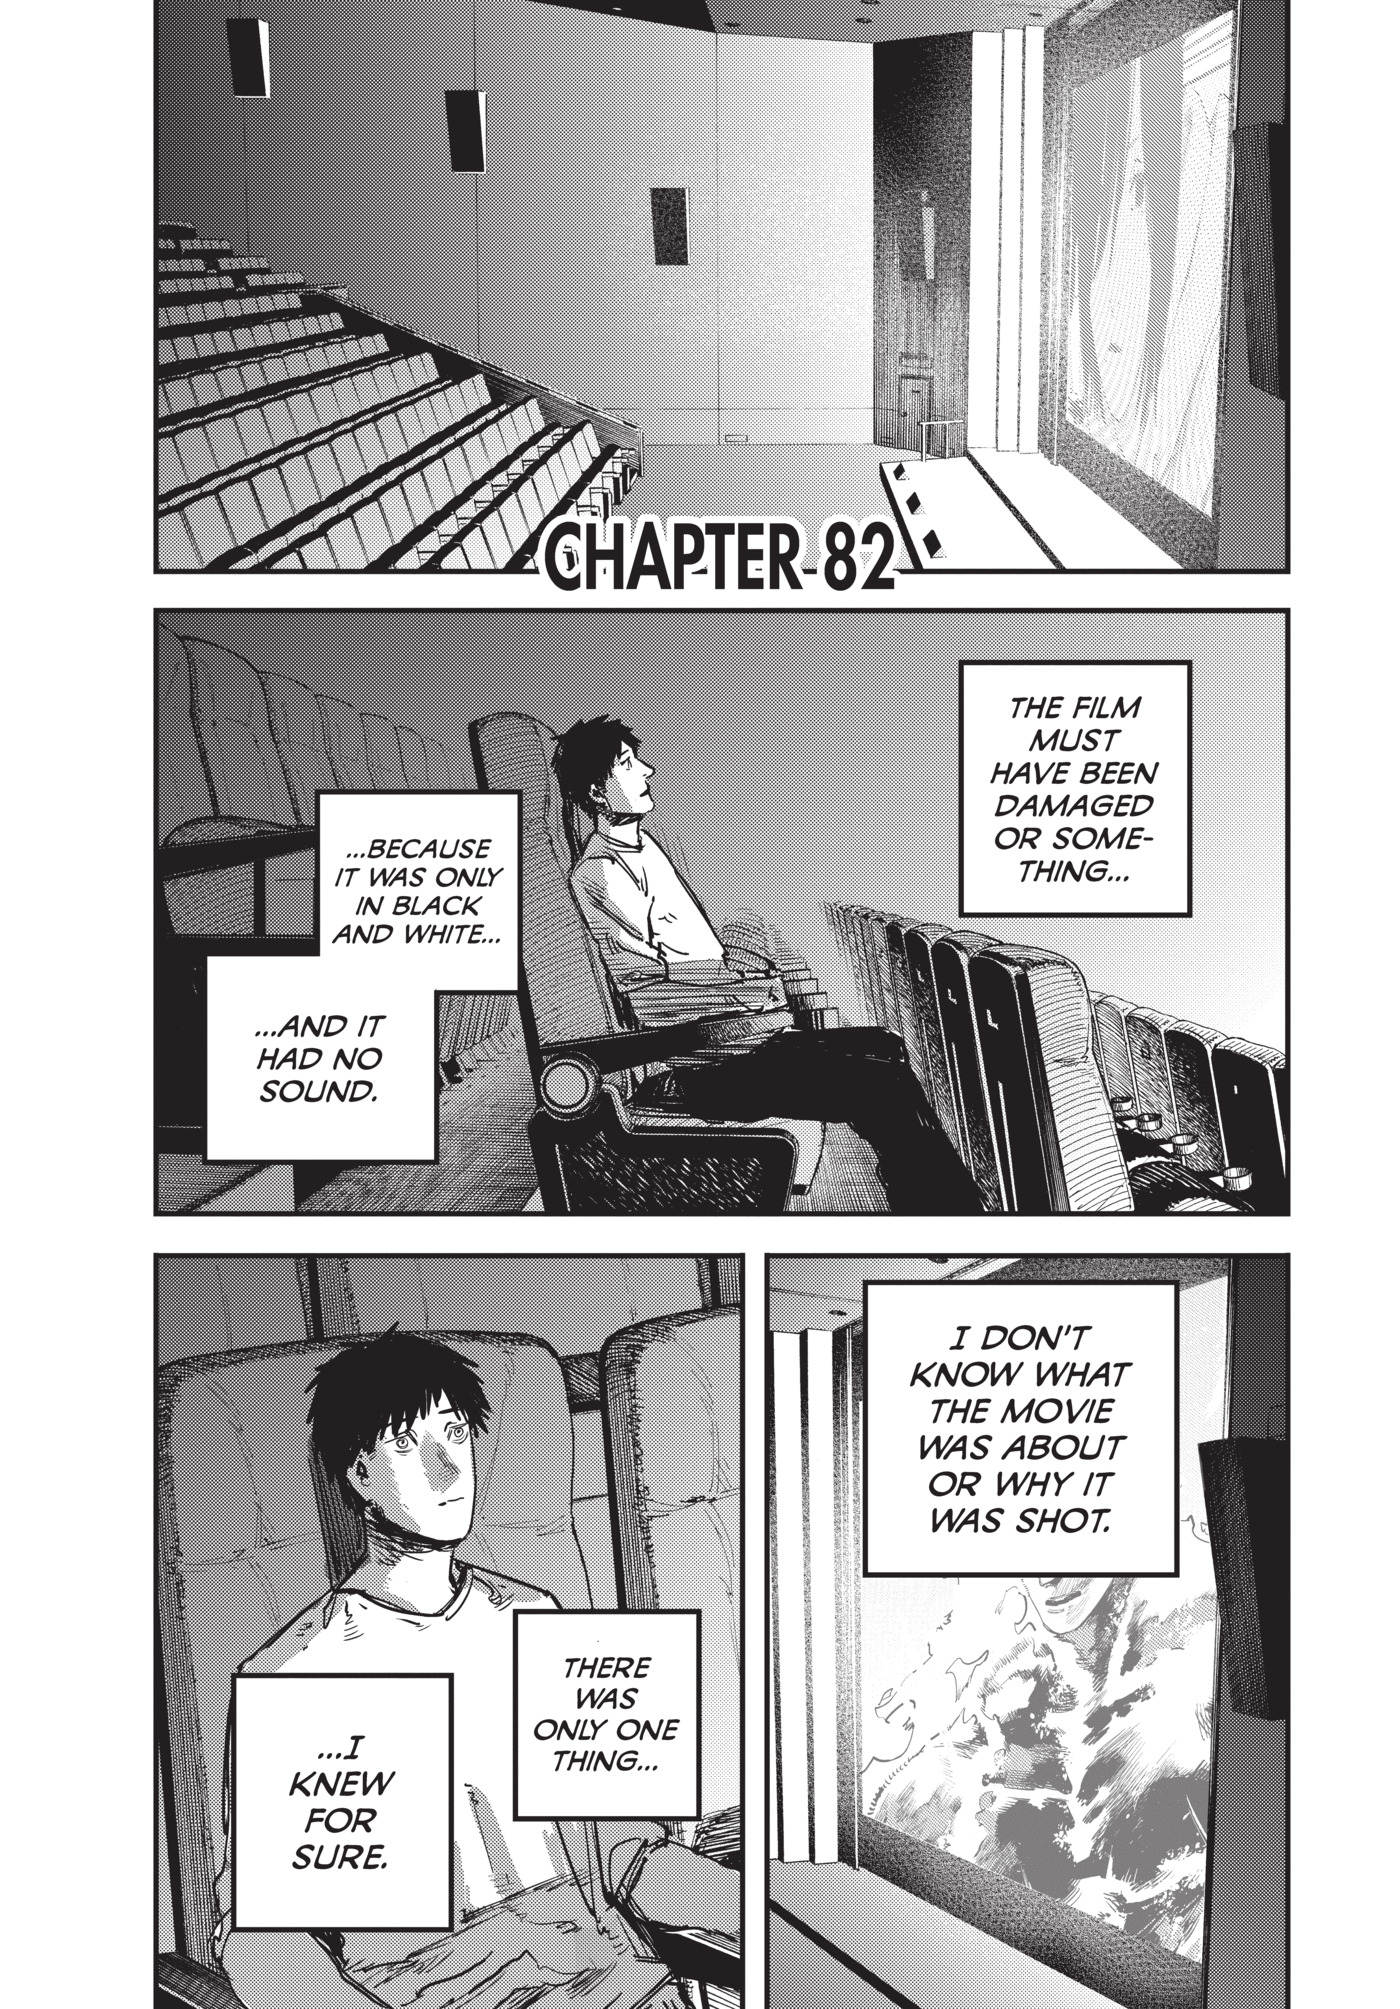 CHAPTER 82
THE FILM
MUST
HAVE BEEN
DAMAGED
OR SOME-
THING...
...BECAUSE
IT WAS ONLY
IN BLACK
AND WHITE...
...AND IT
HAD NO
SOUND.
I DON'T
KNOW WHAT
THE MOVIE
WAS ABOUT
OR WHY IT
WAS SHOT.
THERE
WAS
ONLY ONE
THING...
...I
KNEW
FOR
SURE.